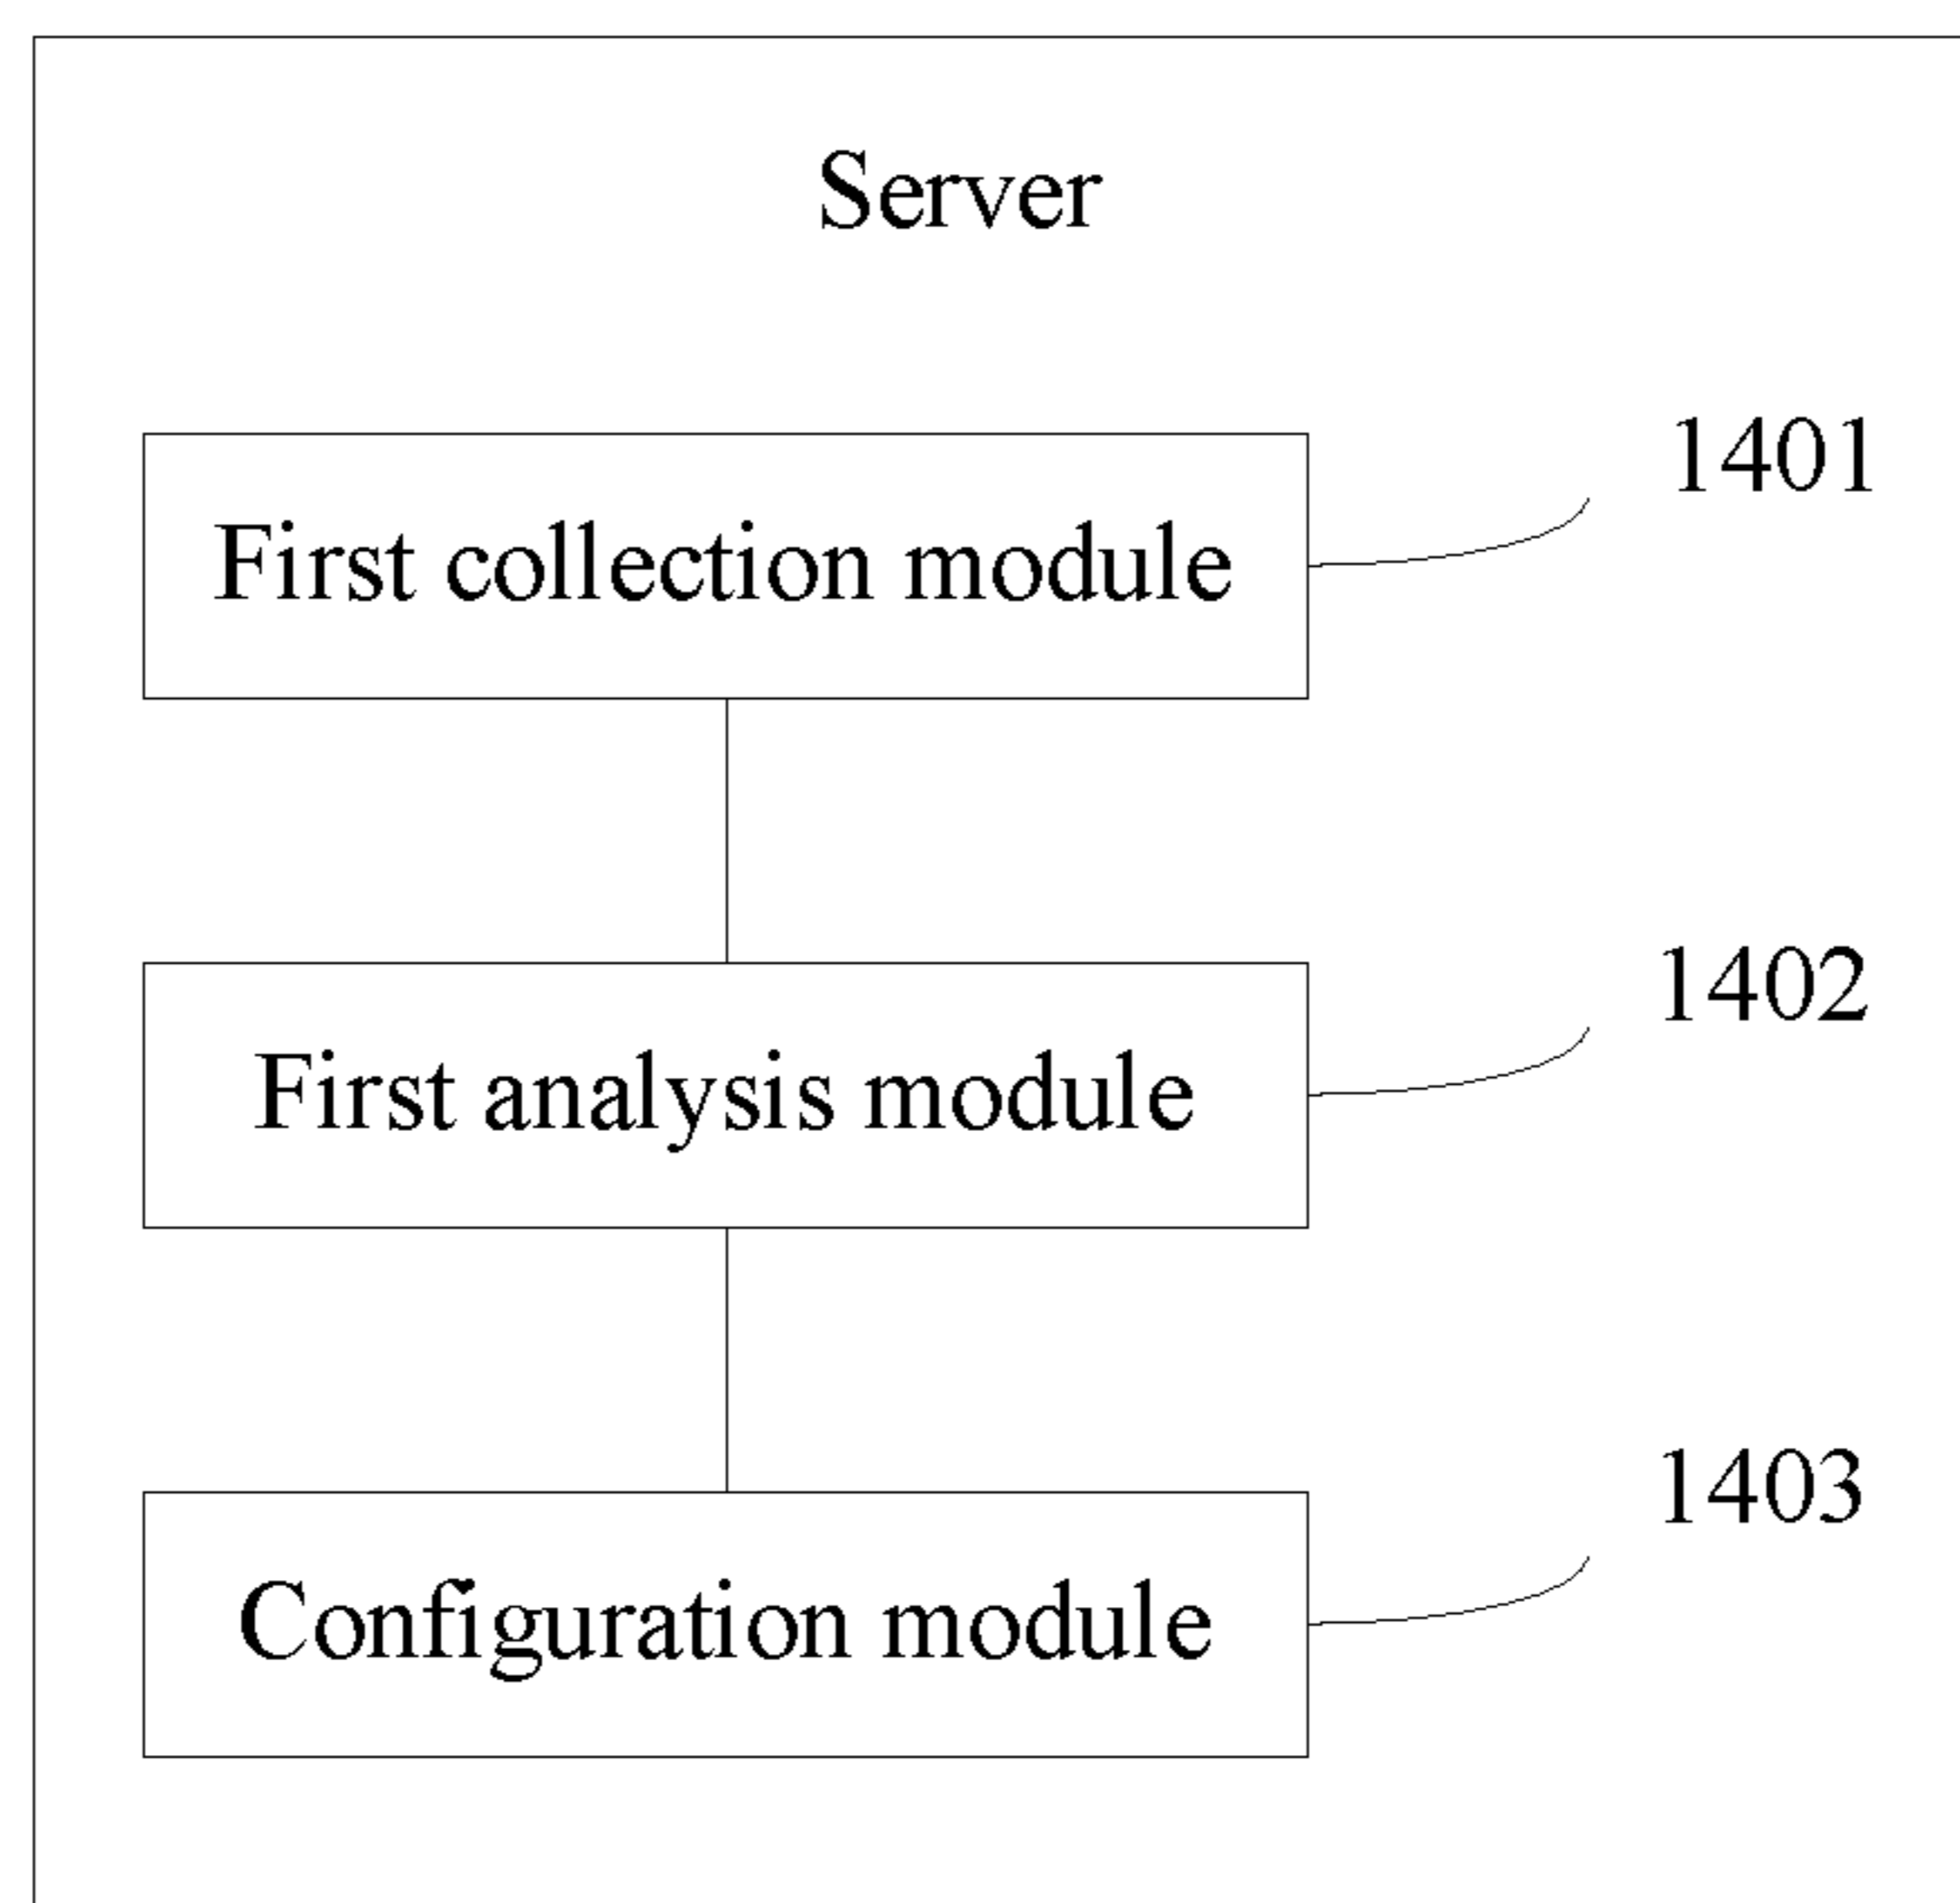 Server
1401
First collection module
1402
First analysis module
1403
Configuration module